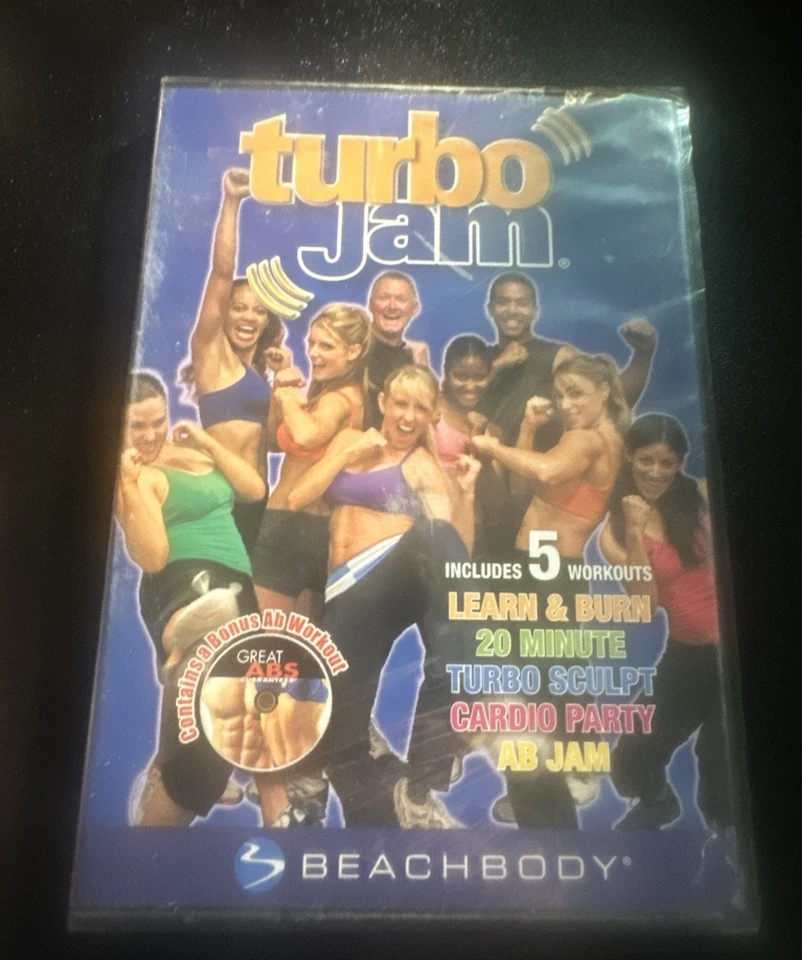 turbo
Jam®
INCLUDES 5 WORKOUTS
LEARN & BURN
20 MINUTE
TURBO SCULPT
CARDIO PARTY
AB JAM
Contains a Bonus Ab Workout
GREAT
ABS
GUARANTEED!
BEACHBODY®